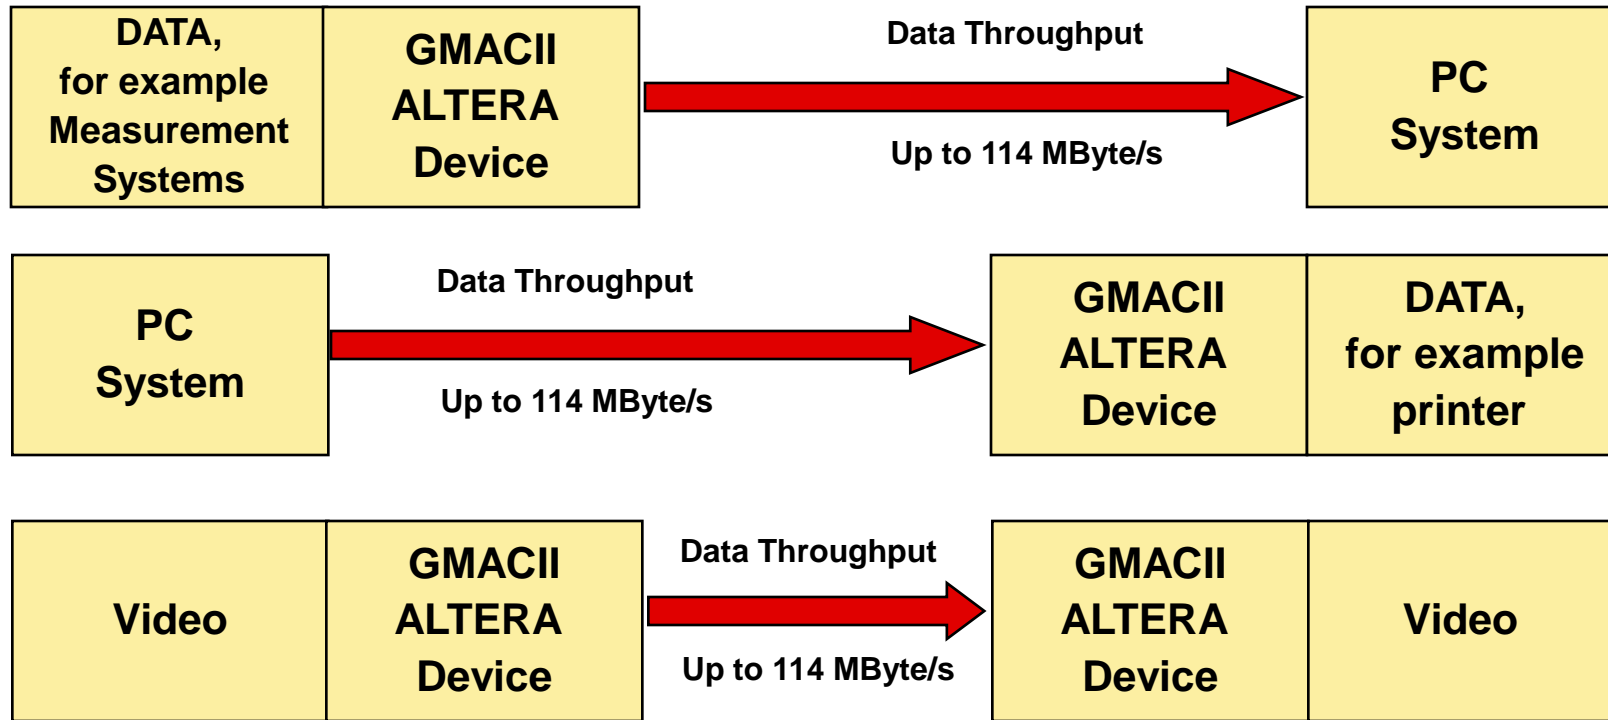 DATA,
for example
Measurement
Systems
GMACII
ALTERA
Device
Data Throughput
Up to 114 MByte/s
PC
System
PC
System
Data Throughput
Up to 114 MByte/s
GMACII
ALTERA
Device
DATA,
for example
printer
Video
GMACII
ALTERA
Device
Data Throughput
Up to 114 MByte/s
GMACII
ALTERA
Device
Video